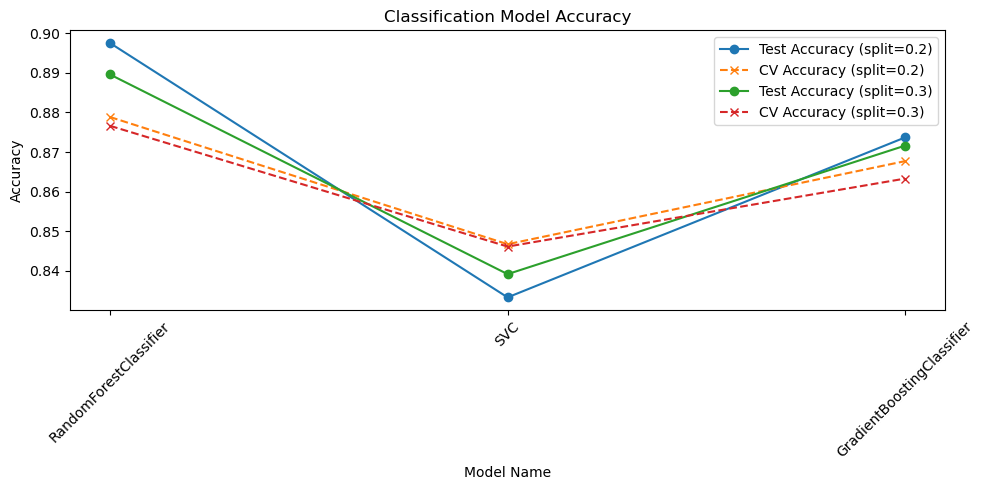 Classification Model Accuracy
Accuracy
0.90
0.89
0.88
0.87
0.86
0.85
0.84
Test Accuracy (split=0.2)
CV Accuracy (split=0.2)
Test Accuracy (split=0.3)
CV Accuracy (split=0.3)
RandomForestClassifier
SVC
GradientBoostingClassifier
Model Name